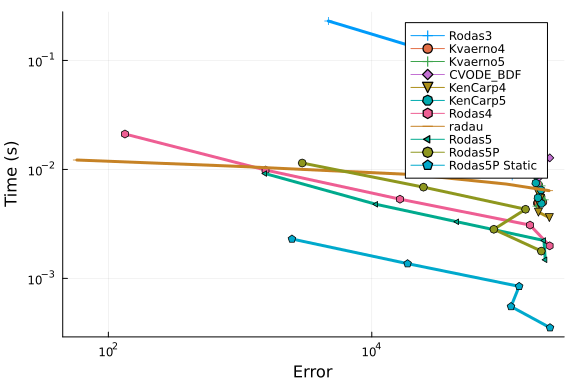 Rodas3
Kvaerno4
Kvaerno5
CVODE_BDF
KenCarp4
KenCarp5
Rodas4
radau
Rodas5
Rodas5P
Rodas5P Static
10⁻¹
10⁻²
10⁻³
Time (s)
10²
10⁴
Error